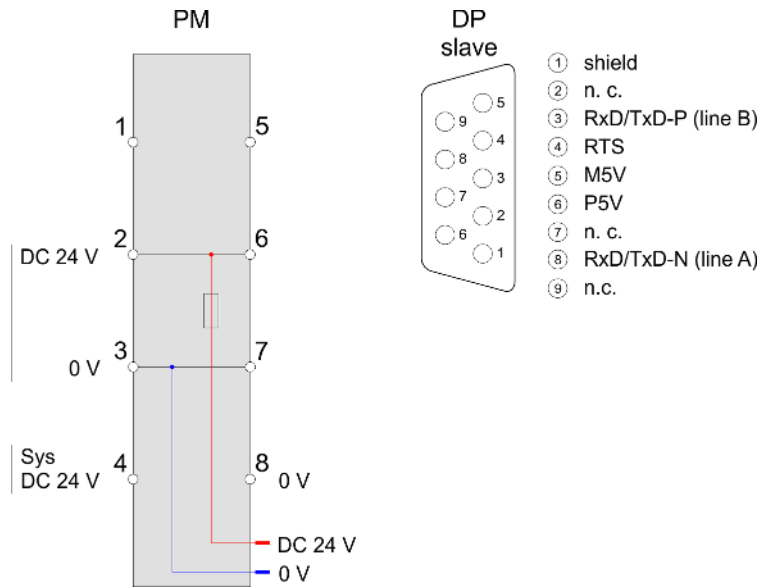 PM
1
5
2
6
DC 24 V
3
7
0 V
Sys
4
8
DC 24 V
0 V
DC 24 V
0 V
DP
slave
5
9
4
8
3
7
2
6
1
1 shield
2 n. c.
3 RxD/TxD-P (line B)
4 RTS
5 M5V
6 P5V
7 n. c.
8 RxD/TxD-N (line A)
9 n.c.